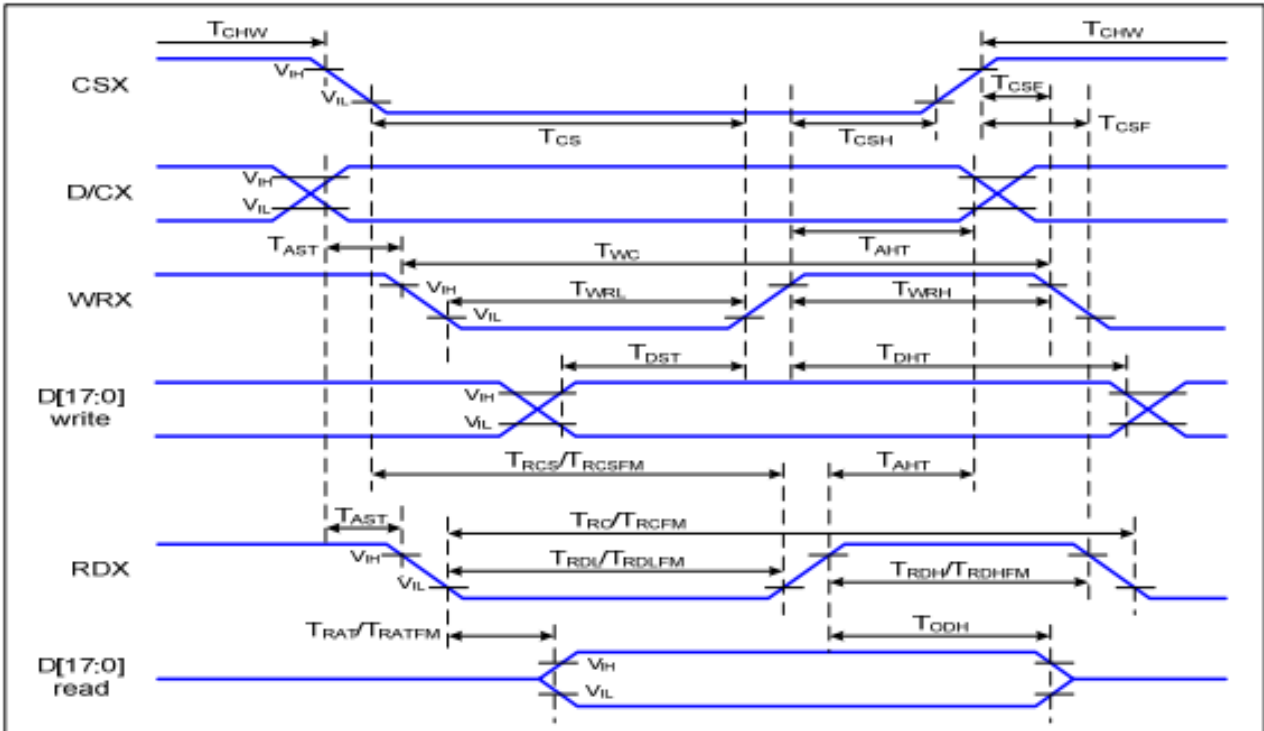 TCHW TCHW
VIH
CSX TCSF
VIL
TCS TCSH TCSF
VIH
D/CX
VIL
TAST TWC TAHT
WRX VIH TWRL TWRH
VIL
TDST TDHT
D[17:0] VIH
write VIL
TRCS/TRCSFM TAHT
TAST TRC/TRCFM
VIH
RDX TRDL/TRDLFM TRDH/TRDHFM
VIL
TRAT/TRATFM TODH
D[17:0] VIH
read VIL